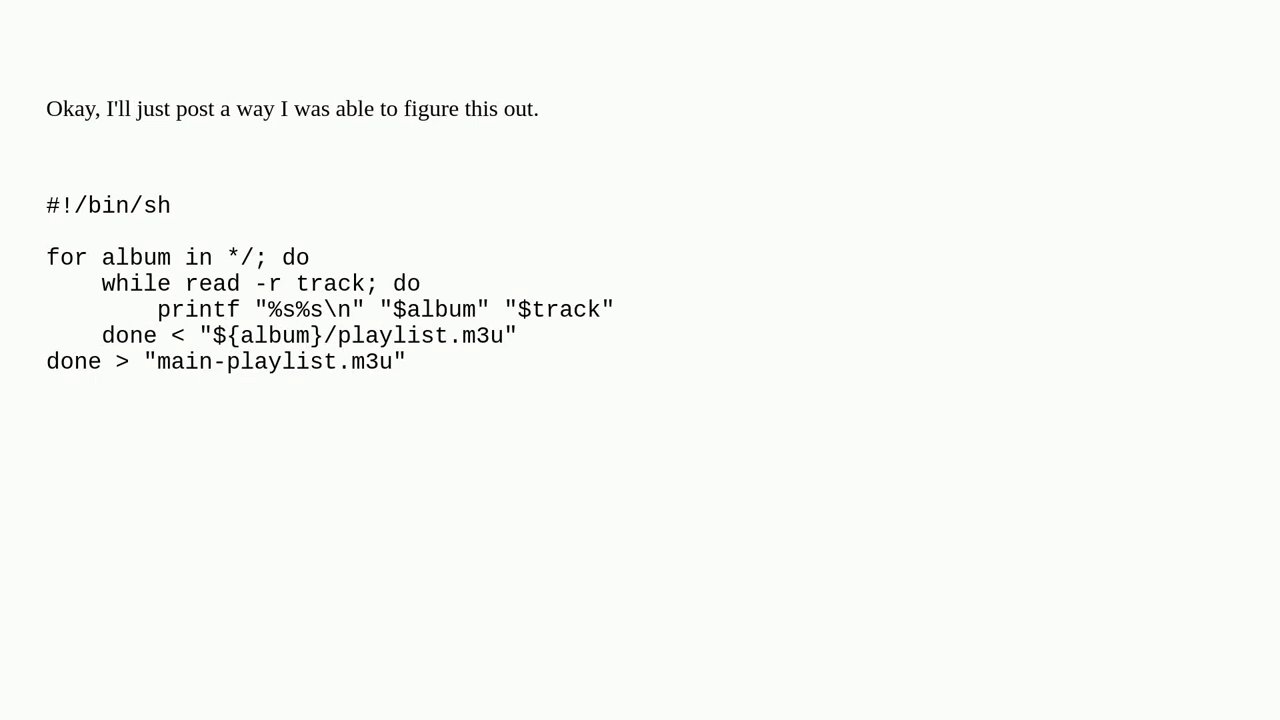 Okay, I'll just post a way I was able to figure this out.
#!/bin/sh
for album in */; do
    while read -r track; do
        printf "%s%s\n" "$album" "$track"
    done < "${album}/playlist.m3u"
done > "main-playlist.m3u"